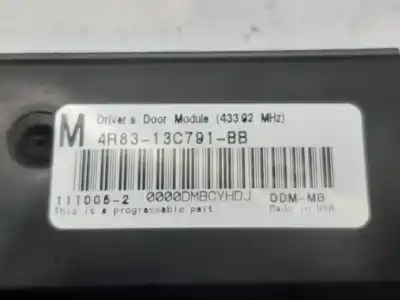 Driver's Door Module (433.92 MHz)
M 4R83-13C791-BB
111006-2 0000DMBCYHDJ DDM-MB
This is a programmable part Made in USA